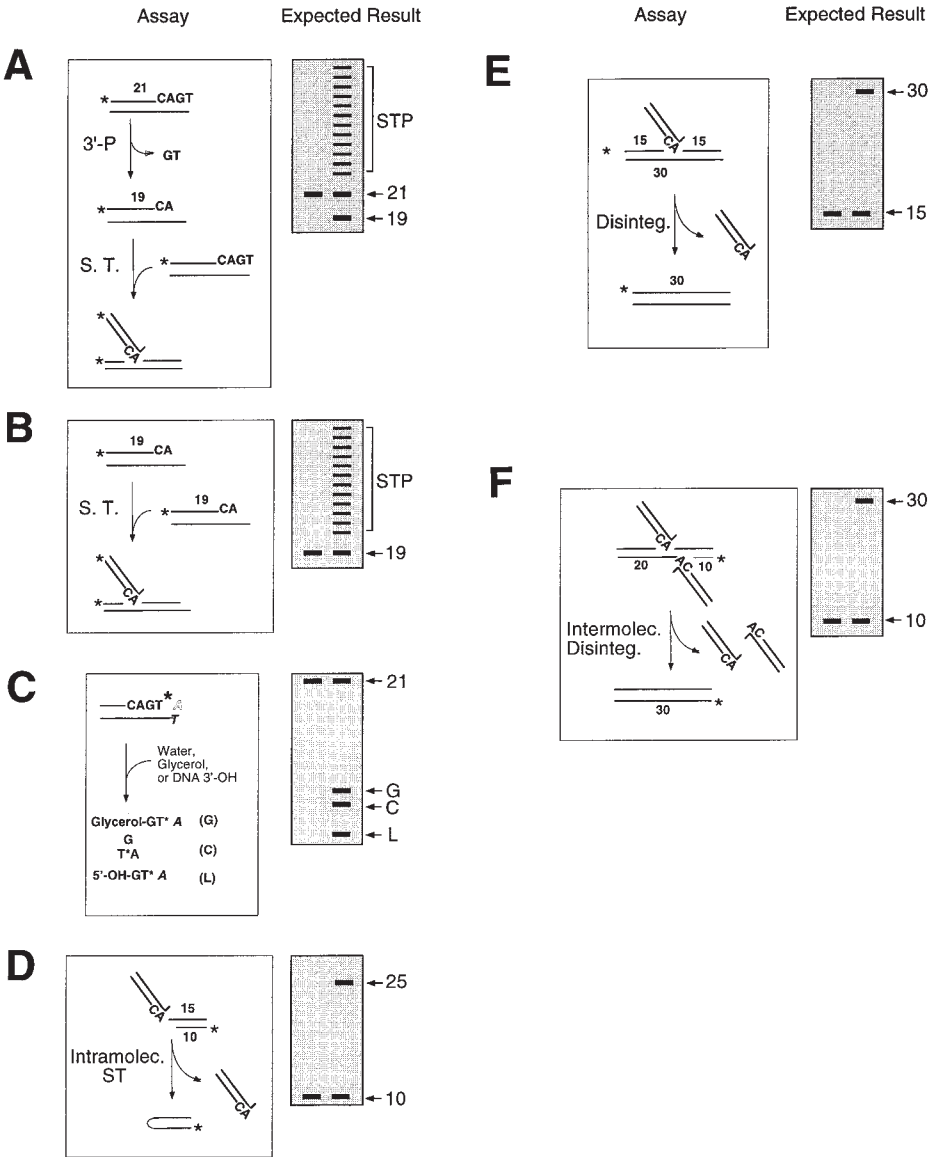 Assay Expected Result
A
* 21 CAGT
3'-P
GT
* 19 CA
S. T.
* CAGT
*
CA
*
STP
21
19
B
* 19 CA
S. T.
* 19 CA
*
CA
*
STP
19
C
CAGT * A
T
Water,
Glycerol,
or DNA 3'-OH
Glycerol-GT* A (G)
G
T*A (C)
5'-OH-GT* A (L)
21
G
C
L
D
CA
15
10 *
Intramolec.
ST
CA
*
25
10
Assay Expected Result
E
15 CA 15
*
30
Disinteg.
CA
30
*
30
15
F
CA
20 AC 10 *
Intermolec.
Disinteg.
CA
AC
30 *
30
10